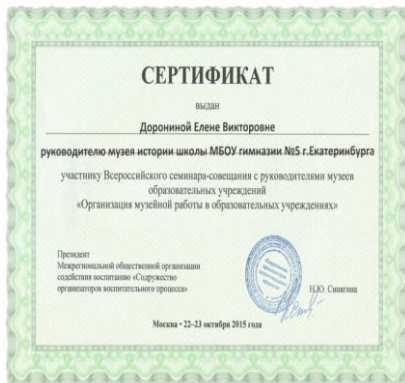 СЕРТИФИКАТ
выдан
Дорониной Елене Викторовне
руководителю музея истории школы МБОУ гимназии №5 г.Екатеринбурга
участнику Всероссийского семинара-совещания с руководителями музеев
образовательных учреждений
«Организация музейной работы в образовательных учреждениях»
Президент
Межрегиональной общественной организации
содействия воспитанию «Содружество
организаторов воспитательного процесса»
Н.Ю. Синягина
Москва • 22–23 октября 2015 года